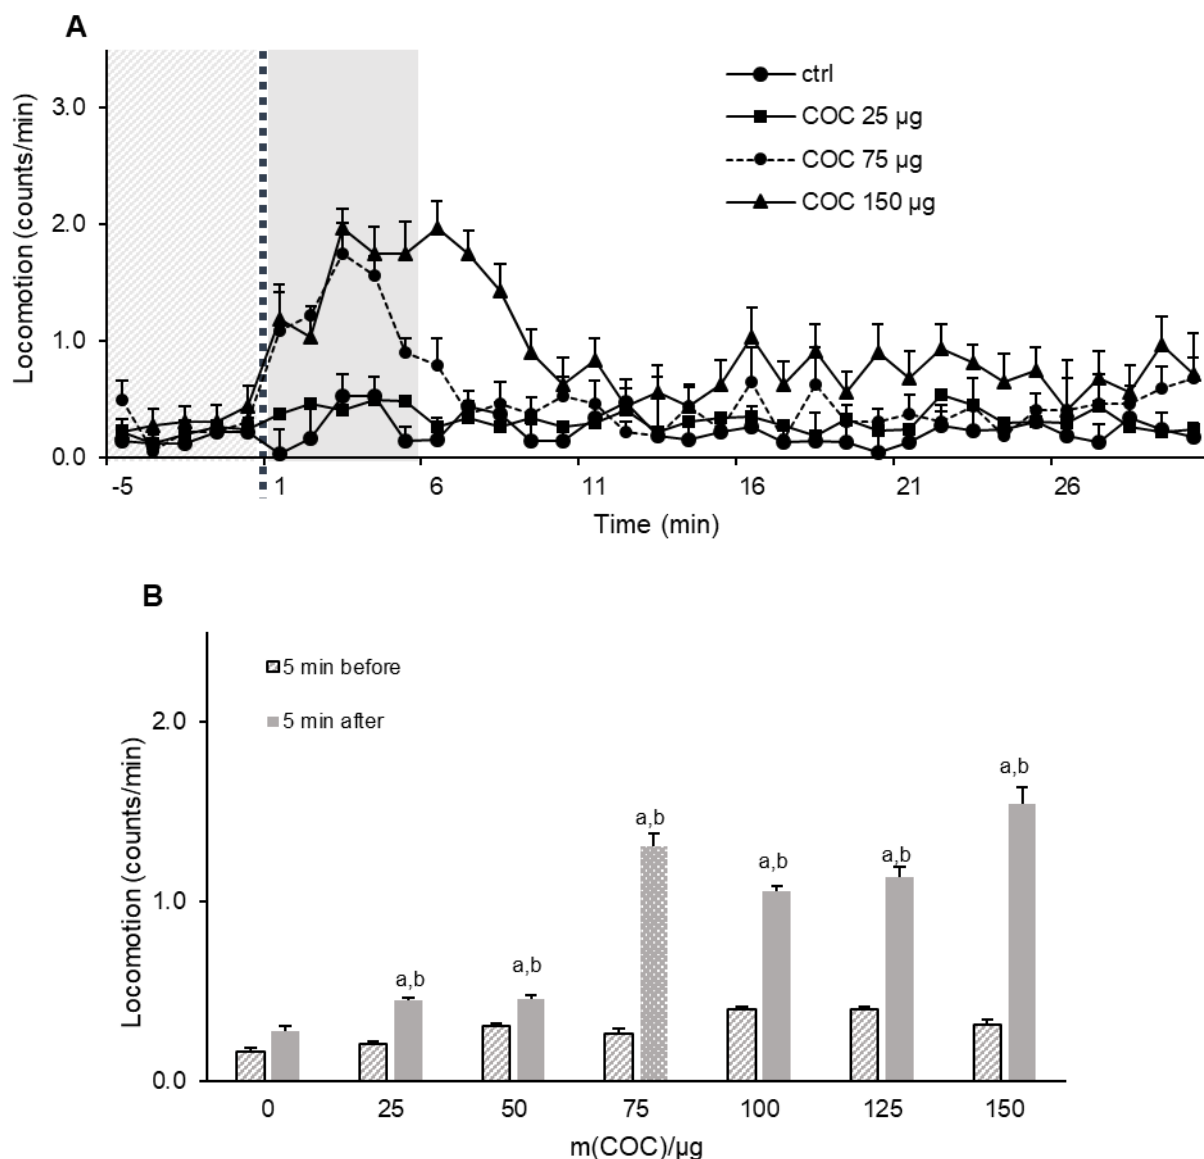 A
Locomotion (counts/min)
3.0
2.0
1.0
0.0
ctrl
COC 25 µg
COC 75 µg
COC 150 µg
-5 1 6 11 16 21 26
Time (min)
B
Locomotion (counts/min)
2.0
1.0
0.0
5 min before
5 min after
a,b a,b a,b a,b a,b a,b
0 25 50 75 100 125 150
m(COC)/µg